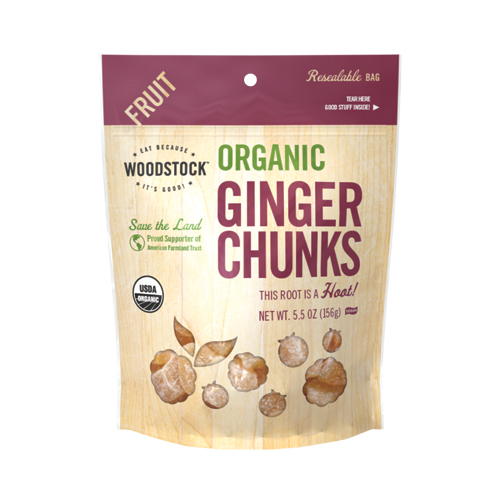 FRUIT
Resealable BAG
TEAR HERE
GOOD STUFF INSIDE!
EAT BECAUSE
WOODSTOCK™
IT'S GOOD!
ORGANIC
GINGER
CHUNKS
Save the Land
Proud Supporter of
American Farmland Trust
USDA
ORGANIC
THIS ROOT IS A Hoot!
NET WT. 5.5 OZ (156g)